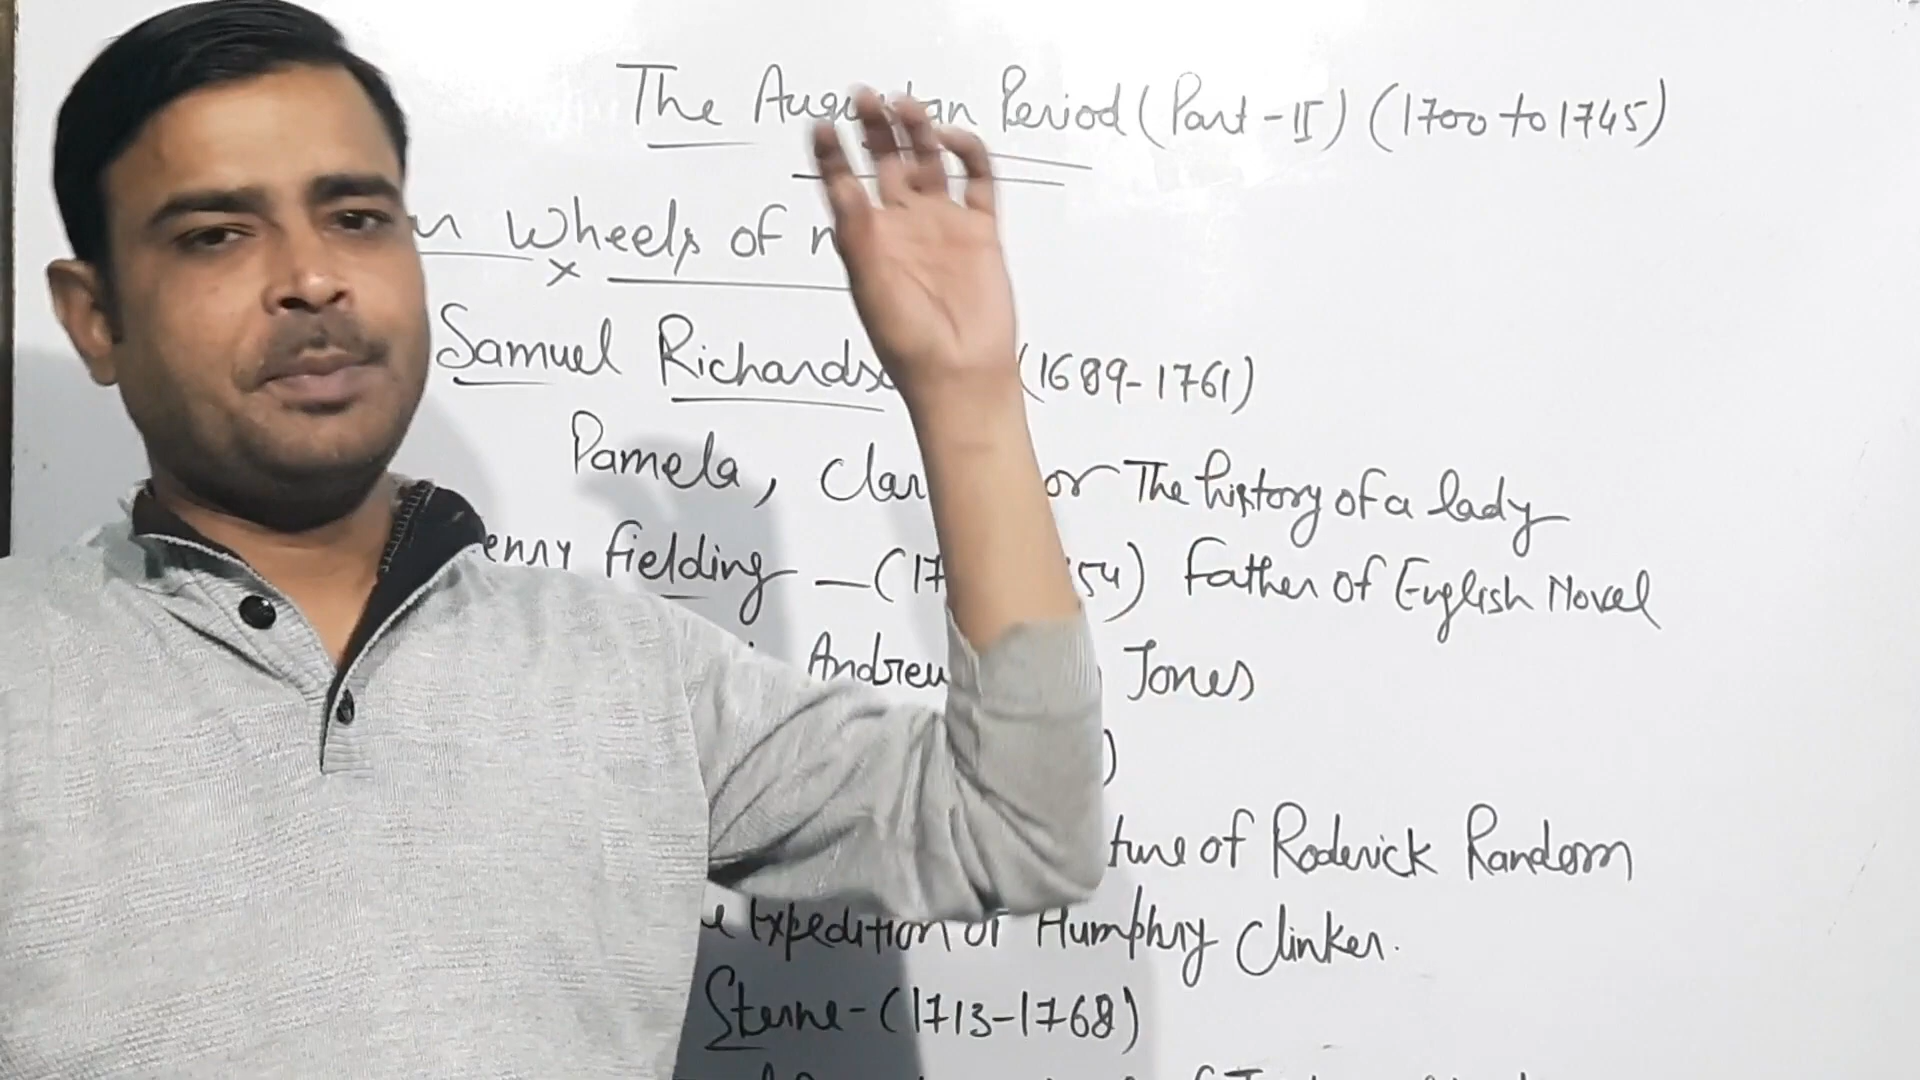 The Augustan Period (Part-II) (1700 to 1745)
Wheels of
Samuel Richardson (1689-1761)
Pamela, or The history of a lady
Fielding - (17 54) Father of English Novel
Andrew Jones
)
ture of Roderick Random
Expedition of Humphry Clinker.
Sterne - (1713-1768)